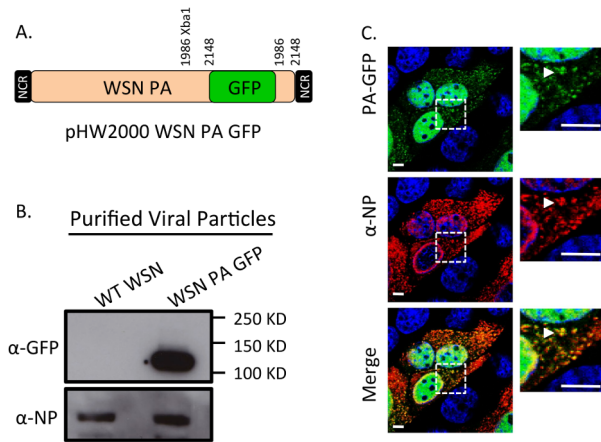 A.
1986 Xba1
2148
1986
2148
NCR
WSN PA
GFP
NCR
pHW2000 WSN PA GFP
B.
Purified Viral Particles
WT WSN
WSN PA GFP
α-GFP
250 KD
150 KD
100 KD
α-NP
C.
PA-GFP
α-NP
Merge